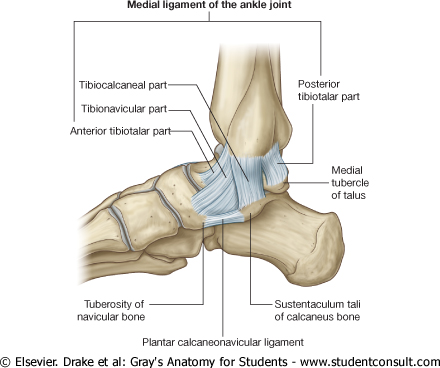 Medial ligament of the ankle joint
Tibiocalcaneal part
Tibionavicular part
Anterior tibiotalar part
Posterior
tibiotalar part
Medial
tubercle
of talus
Tuberosity of
navicular bone
Sustentaculum tali
of calcaneus bone
Plantar calcaneonavicular ligament
© Elsevier. Drake et al: Gray's Anatomy for Students - www.studentconsult.com